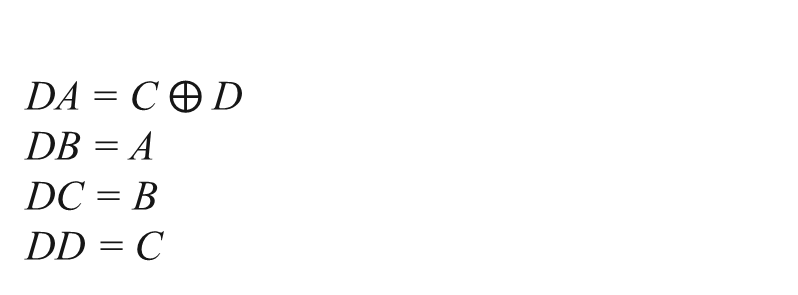 DA = C ⊕ D
DB = A
DC = B
DD = C